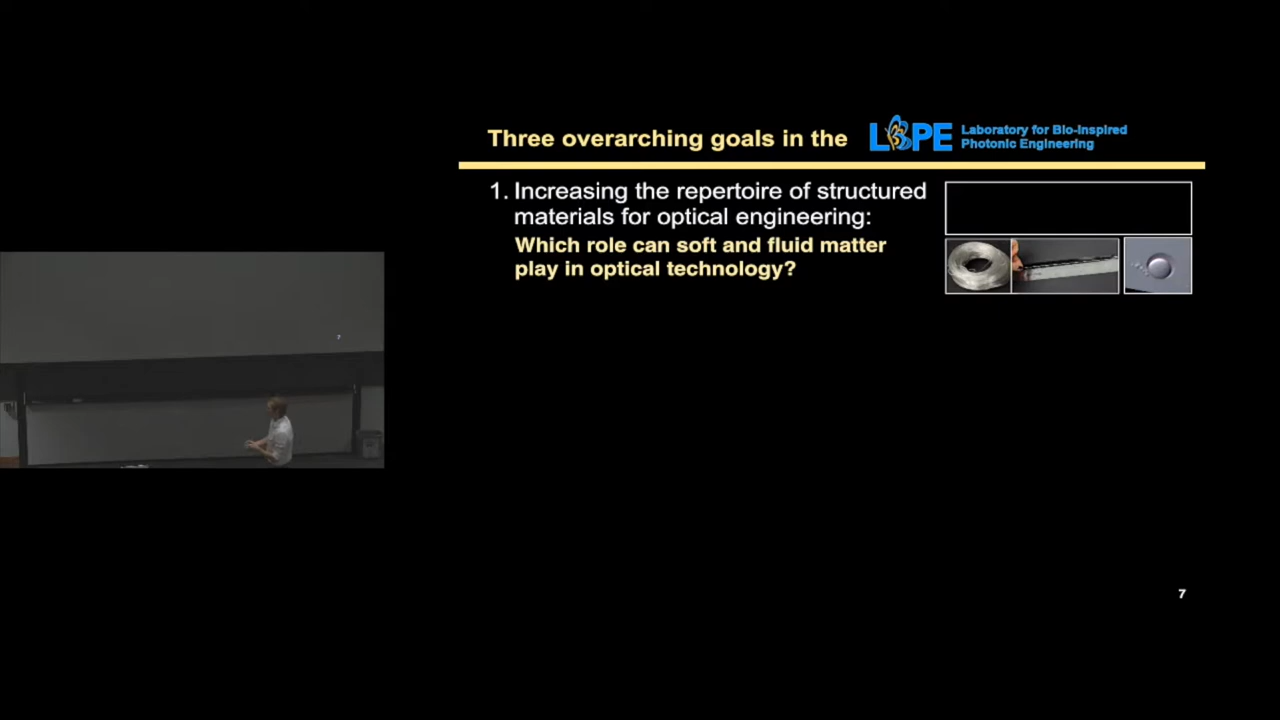 Three overarching goals in the LBPE Laboratory for Bio-Inspired
Photonic Engineering
1. Increasing the repertoire of structured
materials for optical engineering:
Which role can soft and fluid matter
play in optical technology?
7